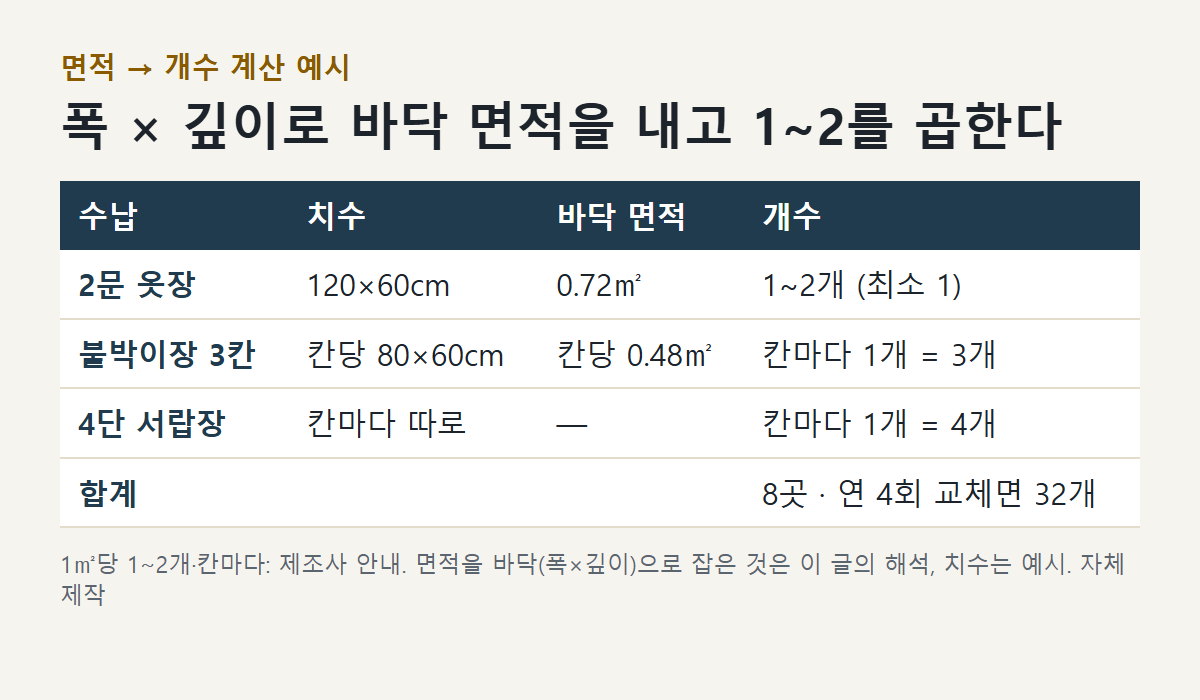 면적 → 개수 계산 예시
폭 × 깊이로 바닥 면적을 내고 1~2를 곱한다
수납 치수 바닥 면적 개수
2문 옷장 120×60cm 0.72㎡ 1~2개 (최소 1)
붙박이장 3칸 칸당 80×60cm 칸당 0.48㎡ 칸마다 1개 = 3개
4단 서랍장 칸마다 따로 — 칸마다 1개 = 4개
합계 8곳 · 연 4회 교체면 32개
1㎡당 1~2개·칸마다: 제조사 안내. 면적을 바닥(폭×깊이)으로 잡은 것은 이 글의 해석, 치수는 예시. 자체
제작